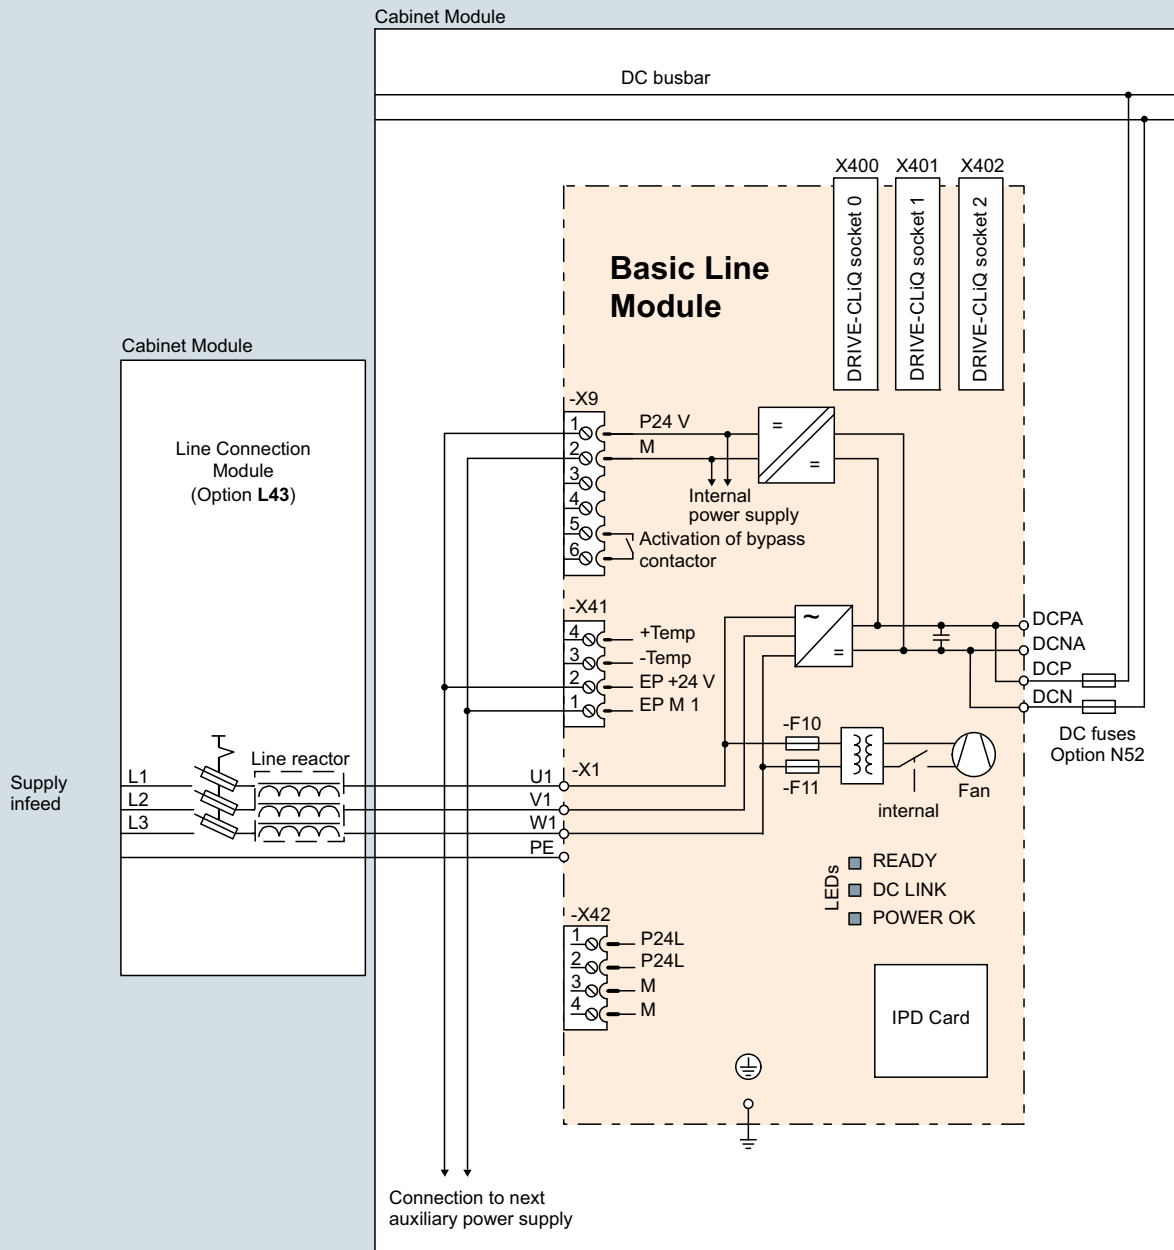 Cabinet Module
DC busbar
X400
X401
X402
DRIVE-CLiQ socket 0
DRIVE-CLiQ socket 1
DRIVE-CLiQ socket 2
Basic Line
Module
Cabinet Module
Line Connection
Module
(Option L43)
-X9
1
2
3
4
5
6
P24 V
M
=
=
Internal
power supply
Activation of bypass
contactor
-X41
4
3
2
1
+Temp
-Temp
EP +24 V
EP M 1
~
=
DCPA
DCNA
DCP
DCN
DC fuses
Option N52
-F10
-F11
internal
Fan
Supply
infeed
L1
L2
L3
Line reactor
U1
V1
W1
PE
-X1
LEDs
READY
DC LINK
POWER OK
-X42
1
2
3
4
P24L
P24L
M
M
IPD Card
Connection to next
auxiliary power supply